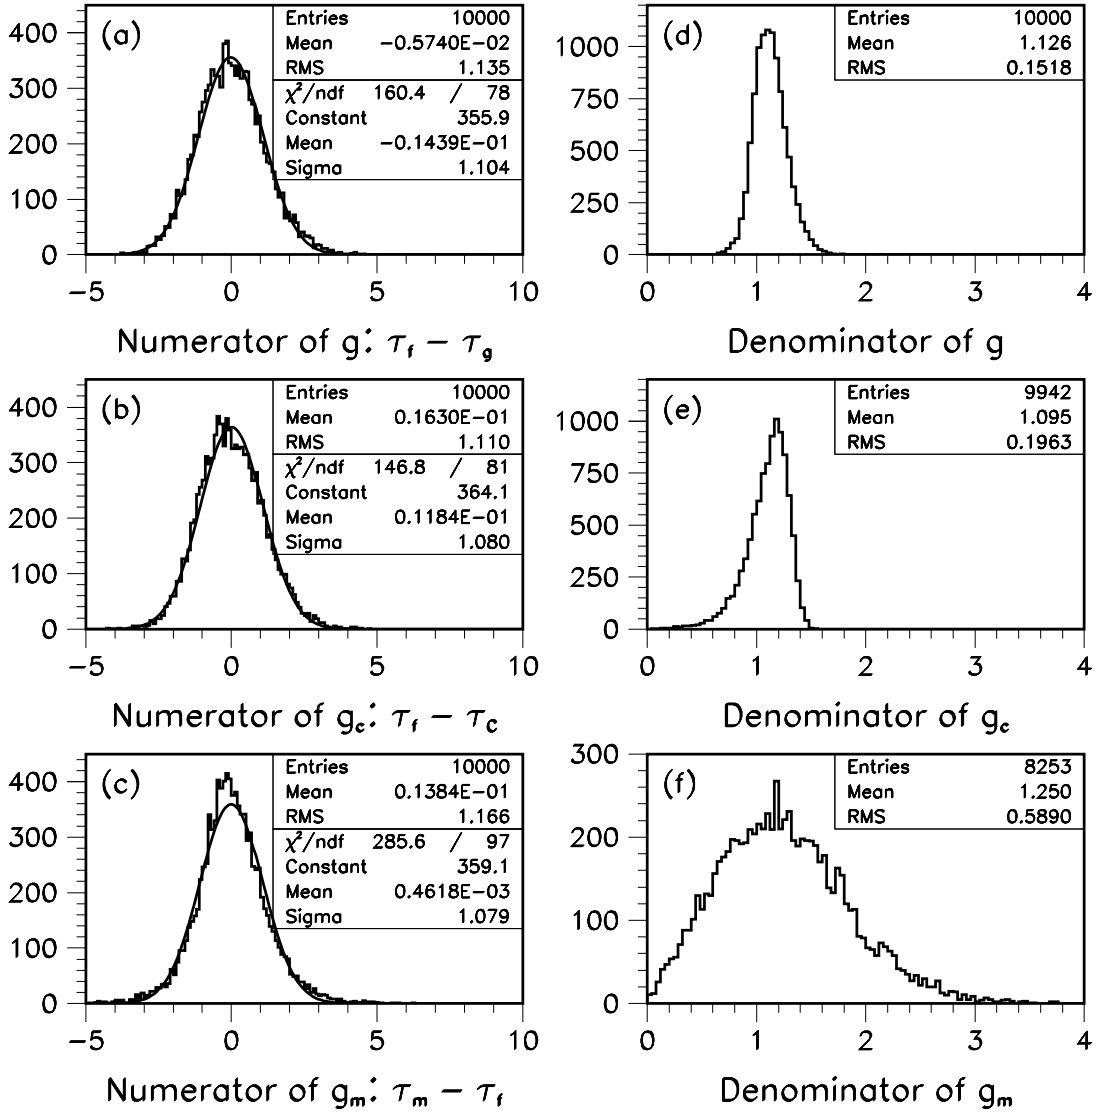 (a)
Entries 10000
Mean −0.5740E−02
RMS 1.135
χ²/ndf 160.4 / 78
Constant 355.9
Mean −0.1439E−01
Sigma 1.104
400
300
200
100
0
−5 0 5 10
Numerator of g: τf − τg
(d)
Entries 10000
Mean 1.126
RMS 0.1518
1000
750
500
250
0
0 1 2 3 4
Denominator of g
(b)
Entries 10000
Mean 0.1630E−01
RMS 1.110
χ²/ndf 146.8 / 81
Constant 364.1
Mean 0.1184E−01
Sigma 1.080
400
300
200
100
0
−5 0 5 10
Numerator of gc: τf − τC
(e)
Entries 9942
Mean 1.095
RMS 0.1963
1000
750
500
250
0
0 1 2 3 4
Denominator of gc
(c)
Entries 10000
Mean 0.1384E−01
RMS 1.166
χ²/ndf 285.6 / 97
Constant 359.1
Mean 0.4618E−03
Sigma 1.079
400
300
200
100
0
−5 0 5 10
Numerator of gm: τm − τf
(f)
Entries 8253
Mean 1.250
RMS 0.5890
300
200
100
0
0 1 2 3 4
Denominator of gm